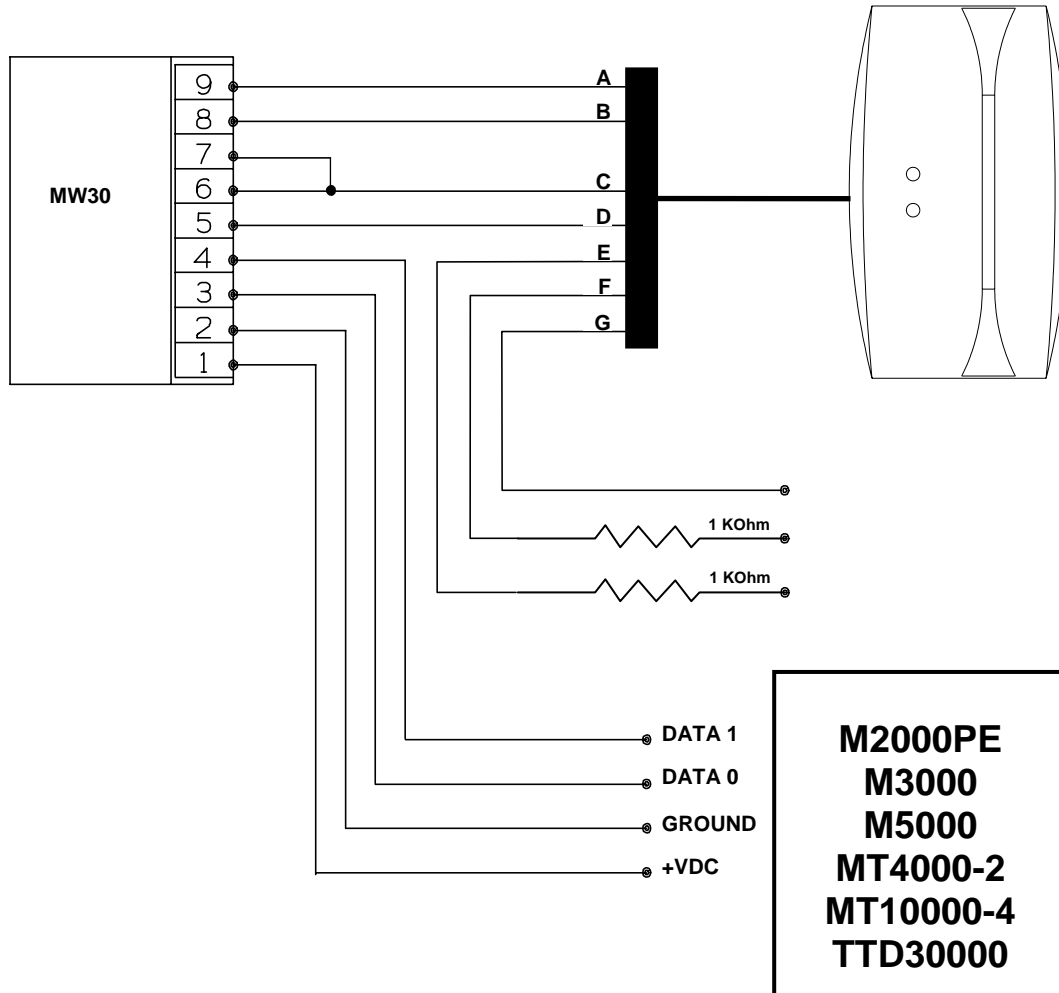 MW30
9
8
7
6
5
4
3
2
1
A
B
C
D
E
F
G
1 KOhm
1 KOhm
DATA 1
DATA 0
GROUND
+VDC
M2000PE
M3000
M5000
MT4000-2
MT10000-4
TTD30000